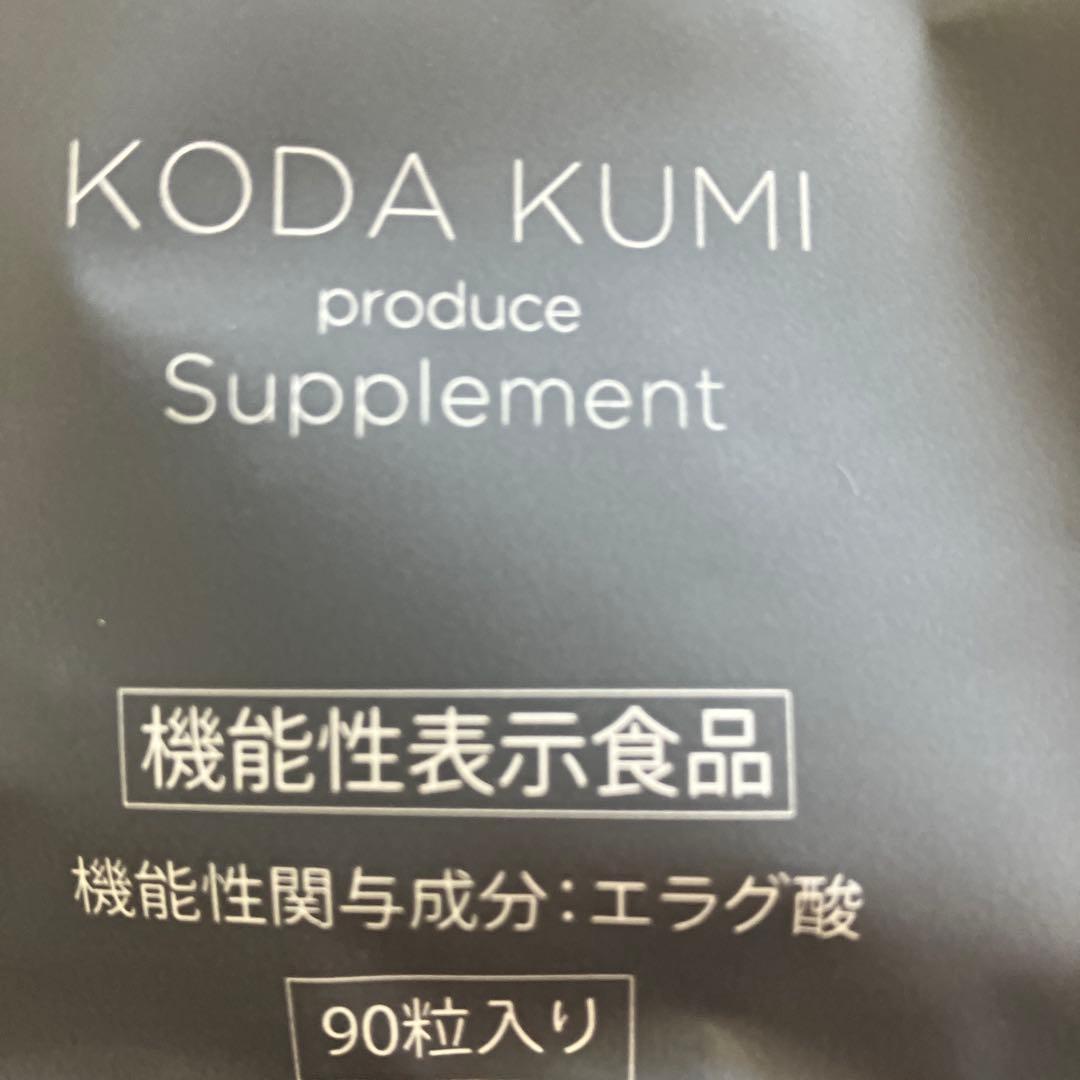 KODA KUMI
produce
Supplement
機能性表示食品
機能性関与成分：エラグ酸
90粒入り